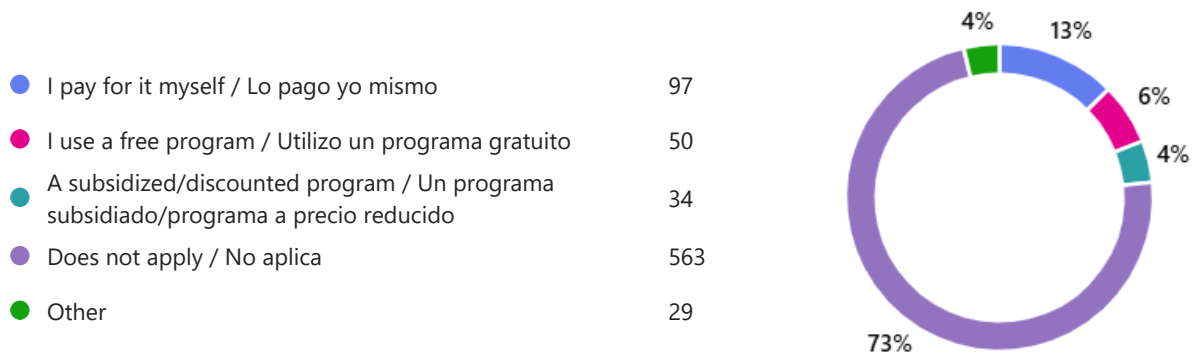 I pay for it myself / Lo pago yo mismo 97
I use a free program / Utilizo un programa gratuito 50
A subsidized/discounted program / Un programa
subsidiado/programa a precio reducido 34
Does not apply / No aplica 563
Other 29
4%
13%
6%
4%
73%